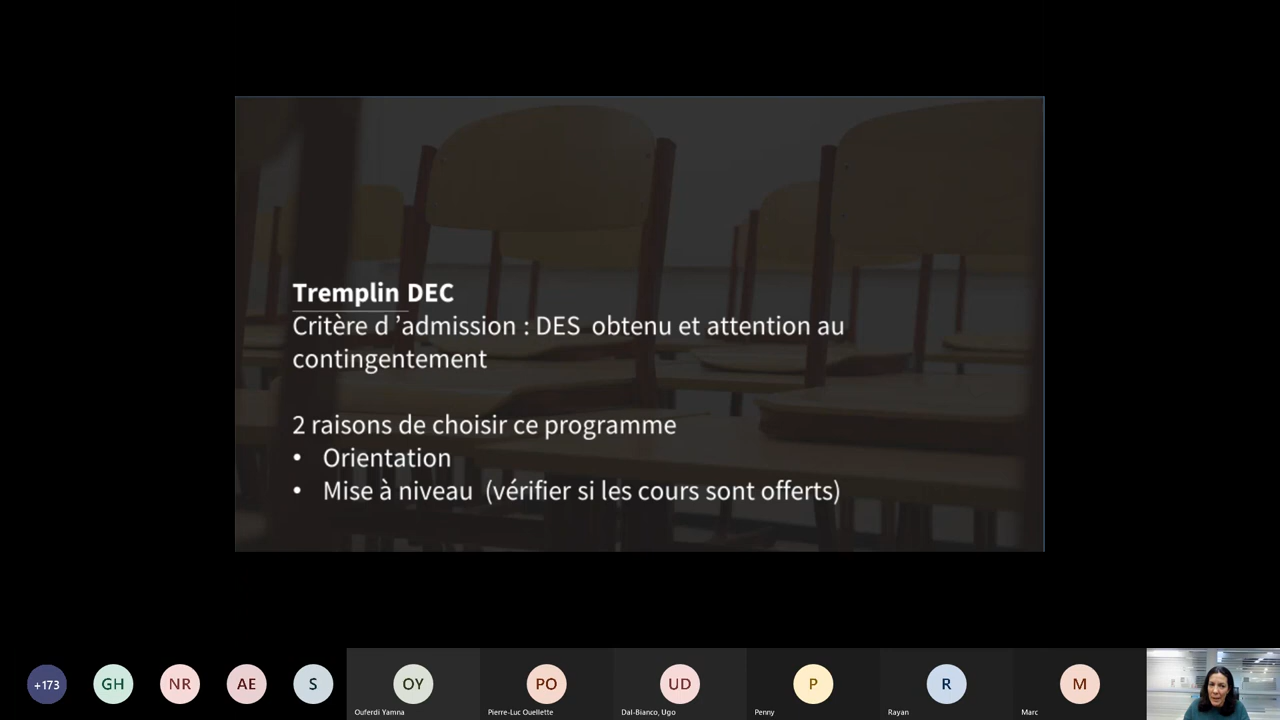 Tremplin DEC
Critère d ’admission : DES  obtenu et attention au
contingentement
2 raisons de choisir ce programme
• Orientation
• Mise à niveau  (vérifier si les cours sont offerts)
+173
GH
NR
AE
S
OY
PO
UD
P
R
M
Ouferdi Yamna
Pierre-Luc Ouellette
Dal-Bianco, Ugo
Penny
Rayan
Marc